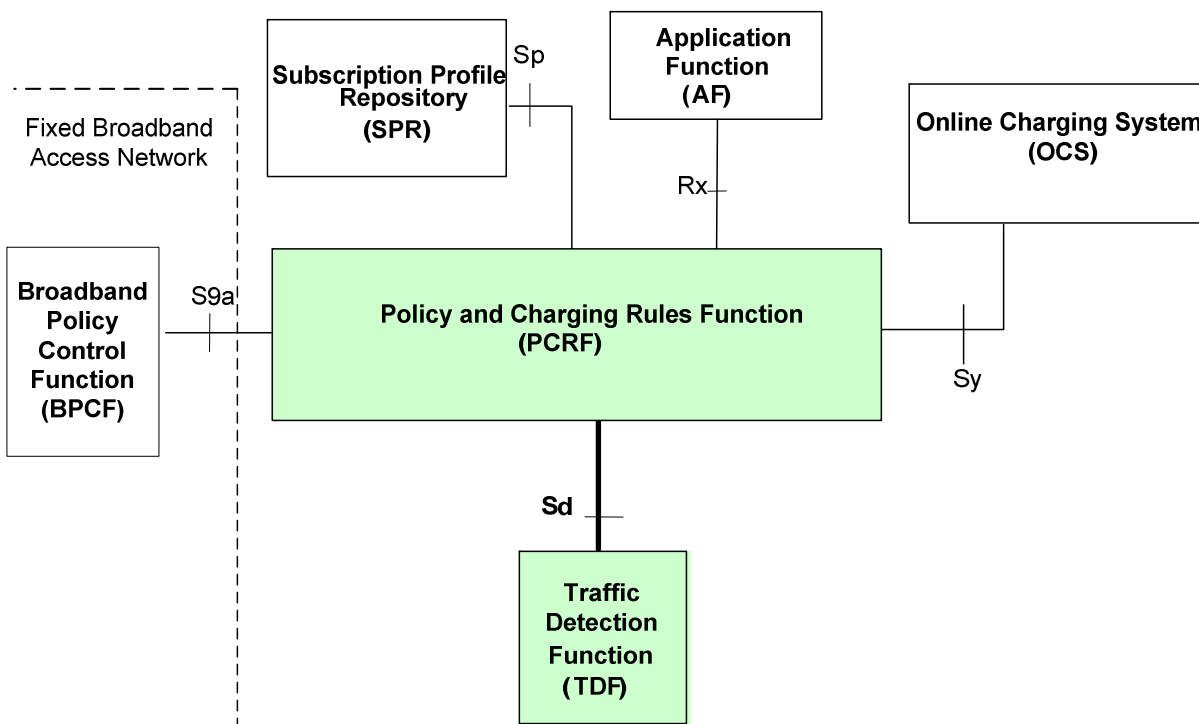 Sp
Subscription Profile
Repository
(SPR)
Application
Function
(AF)
Online Charging System
(OCS)
Fixed Broadband
Access Network
Rx
Broadband
Policy
Control
Function
(BPCF)
S9a
Policy and Charging Rules Function
(PCRF)
Sy
Sd
Traffic
Detection
Function
(TDF)